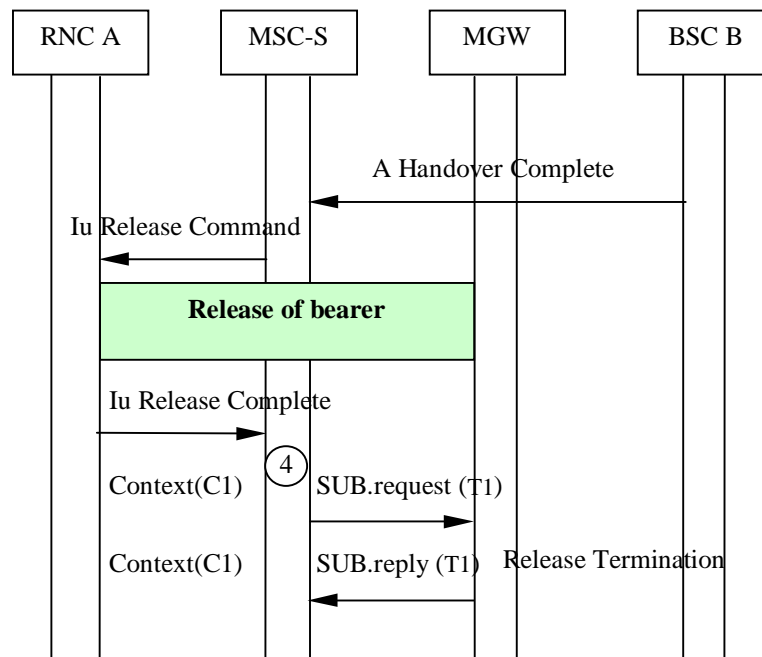 RNC A
MSC-S
MGW
BSC B
A Handover Complete
Iu Release Command
Release of bearer
Iu Release Complete
4
Context(C1)
SUB.request (T1)
Context(C1)
SUB.reply (T1)
Release Termination